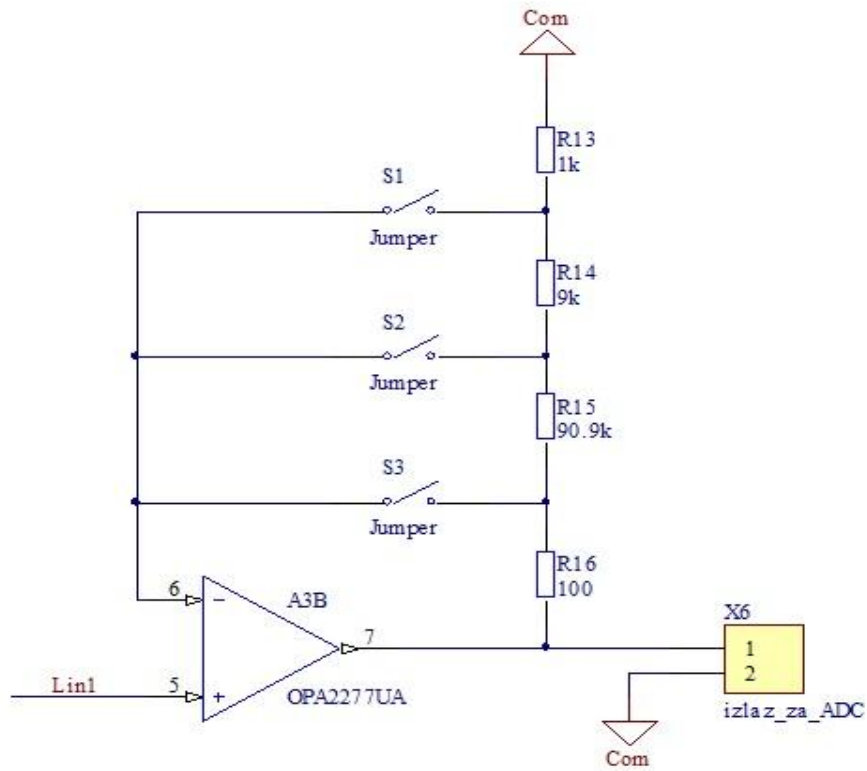 Com
R13
1k
S1
Jumper
R14
9k
S2
Jumper
R15
90.9k
S3
Jumper
R16
100
6
A3B
7
X6
1
2
Lin1
5
OPA2277UA
izlaz_za_ADC
Com